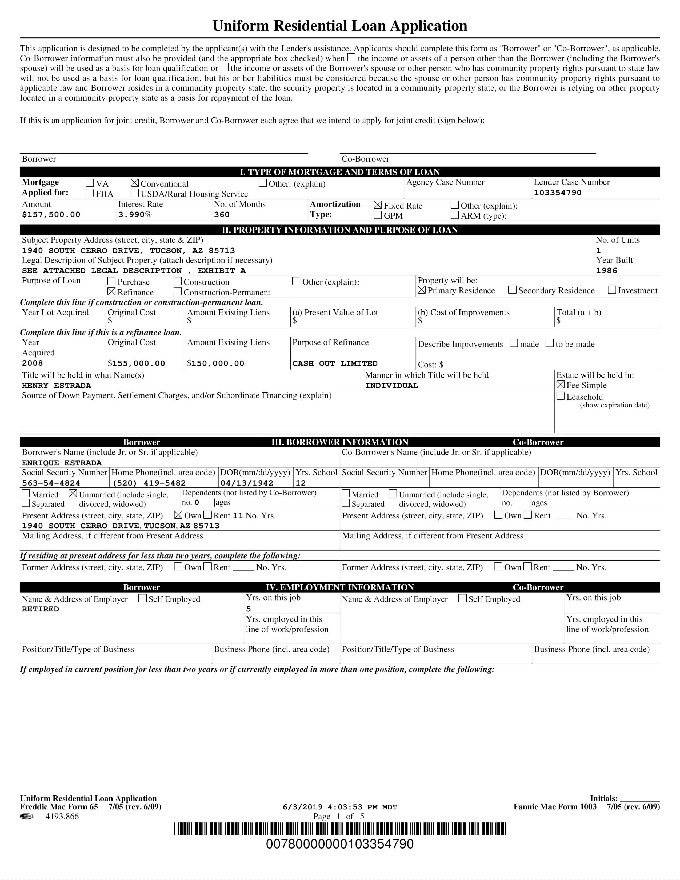 Uniform Residential Loan Application
This application is designed to be completed by the applicant(s) with the Lender's assistance. Applicants should complete this form as "Borrower" or "Co-Borrower", as applicable.
Co-Borrower information must also be provided (and the appropriate box checked) when the income or assets of a person other than the Borrower (including the Borrower's
spouse) will be used as a basis for loan qualification or the income or assets of the Borrower's spouse or other person who has community property rights pursuant to state law
will not be used as a basis for loan qualification, but his or her liabilities must be considered because the spouse or other person has community property rights pursuant to
applicable law and Borrower resides in a community property state, the security property is located in a community property state, or the Borrower is relying on other property
located in a community property state as a basis for repayment of the loan.
If this is an application for joint credit, Borrower and Co-Borrower each agree that we intend to apply for joint credit (sign below):
Borrower Co-Borrower
I. TYPE OF MORTGAGE AND TERMS OF LOAN
Mortgage VA Conventional Other (explain) Agency Case Number Lender Case Number
Applied for: FHA USDA/Rural Housing Service 103354790
Amount Interest Rate No. of Months Amortization Fixed Rate Other (explain):
$157,500.00 3.990% 360 Type: GPM ARM (type):
II. PROPERTY INFORMATION AND PURPOSE OF LOAN
Subject Property Address (street, city, state & ZIP) No. of Units
1940 SOUTH CERRO DRIVE, TUCSON, AZ 85713 1
Legal Description of Subject Property (attach description if necessary) Year Built
SEE ATTACHED LEGAL DESCRIPTION , EXHIBIT A 1986
Purpose of Loan Purchase Construction Other (explain): Property will be:
Refinance Construction-Permanent Primary Residence Secondary Residence Investment
Complete this line if construction or construction-permanent loan.
Year Lot Acquired Original Cost Amount Existing Liens (a) Present Value of Lot (b) Cost of Improvements Total (a + b)
$ $ $ $ $
Complete this line if this is a refinance loan.
Year Original Cost Amount Existing Liens Purpose of Refinance Describe Improvements made to be made
Acquired
2008 $155,000.00 $150,000.00 CASH OUT LIMITED Cost: $
Title will be held in what Name(s) Manner in which Title will be held Estate will be held in:
HENRY ESTRADA INDIVIDUAL Fee Simple
Source of Down Payment, Settlement Charges, and/or Subordinate Financing (explain) Leasehold
(show expiration date)
Borrower III. BORROWER INFORMATION Co-Borrower
Borrower's Name (include Jr. or Sr. if applicable) Co-Borrower's Name (include Jr. or Sr. if applicable)
ENRIQUE ESTRADA
Social Security Number Home Phone(incl. area code) DOB(mm/dd/yyyy) Yrs. School Social Security Number Home Phone(incl. area code) DOB(mm/dd/yyyy) Yrs. School
563-54-4824 (520) 419-5482 04/13/1942 12
Married Unmarried (include single, Dependents (not listed by Co-Borrower) Married Unmarried (include single, Dependents (not listed by Borrower)
Separated divorced, widowed) no. 0 ages Separated divorced, widowed) no. ages
Present Address (street, city, state, ZIP) Own Rent 11 No. Yrs. Present Address (street, city, state, ZIP) Own Rent No. Yrs.
1940 SOUTH CERRO DRIVE, TUCSON, AZ 85713
Mailing Address, if different from Present Address Mailing Address, if different from Present Address
If residing at present address for less than two years, complete the following:
Former Address (street, city, state, ZIP) Own Rent No. Yrs. Former Address (street, city, state, ZIP) Own Rent No. Yrs.
Borrower IV. EMPLOYMENT INFORMATION Co-Borrower
Name & Address of Employer Self Employed Yrs. on this job Name & Address of Employer Self Employed Yrs. on this job
RETIRED 5
Yrs. employed in this Yrs. employed in this
line of work/profession line of work/profession
Position/Title/Type of Business Business Phone (incl. area code) Position/Title/Type of Business Business Phone (incl. area code)
If employed in current position for less than two years or if currently employed in more than one position, complete the following:
Uniform Residential Loan Application Initials:
Freddie Mac Form 65 7/05 (rev. 6/09) 6/3/2019 4:03:53 PM MDT Fannie Mae Form 1003 7/05 (rev. 6/09)
4193.866 Page 1 of 5
00780000000103354790